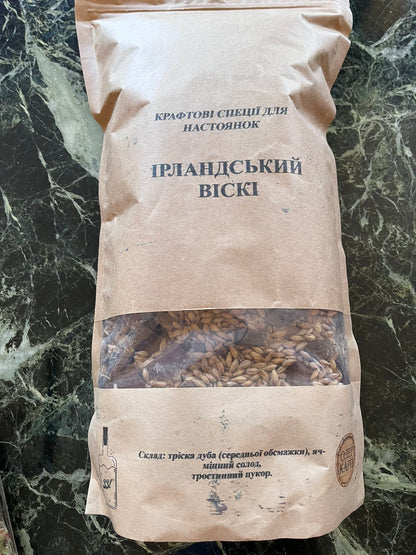 КРАФТОВІ СПЕЦІЇ ДЛЯ
НАСТОЯНОК
ІРЛАНДСЬКИЙ
ВІСКІ
Склад: тріска дуба (середньої обсмажки), яч-
мінний солод,
тростинний цукор.